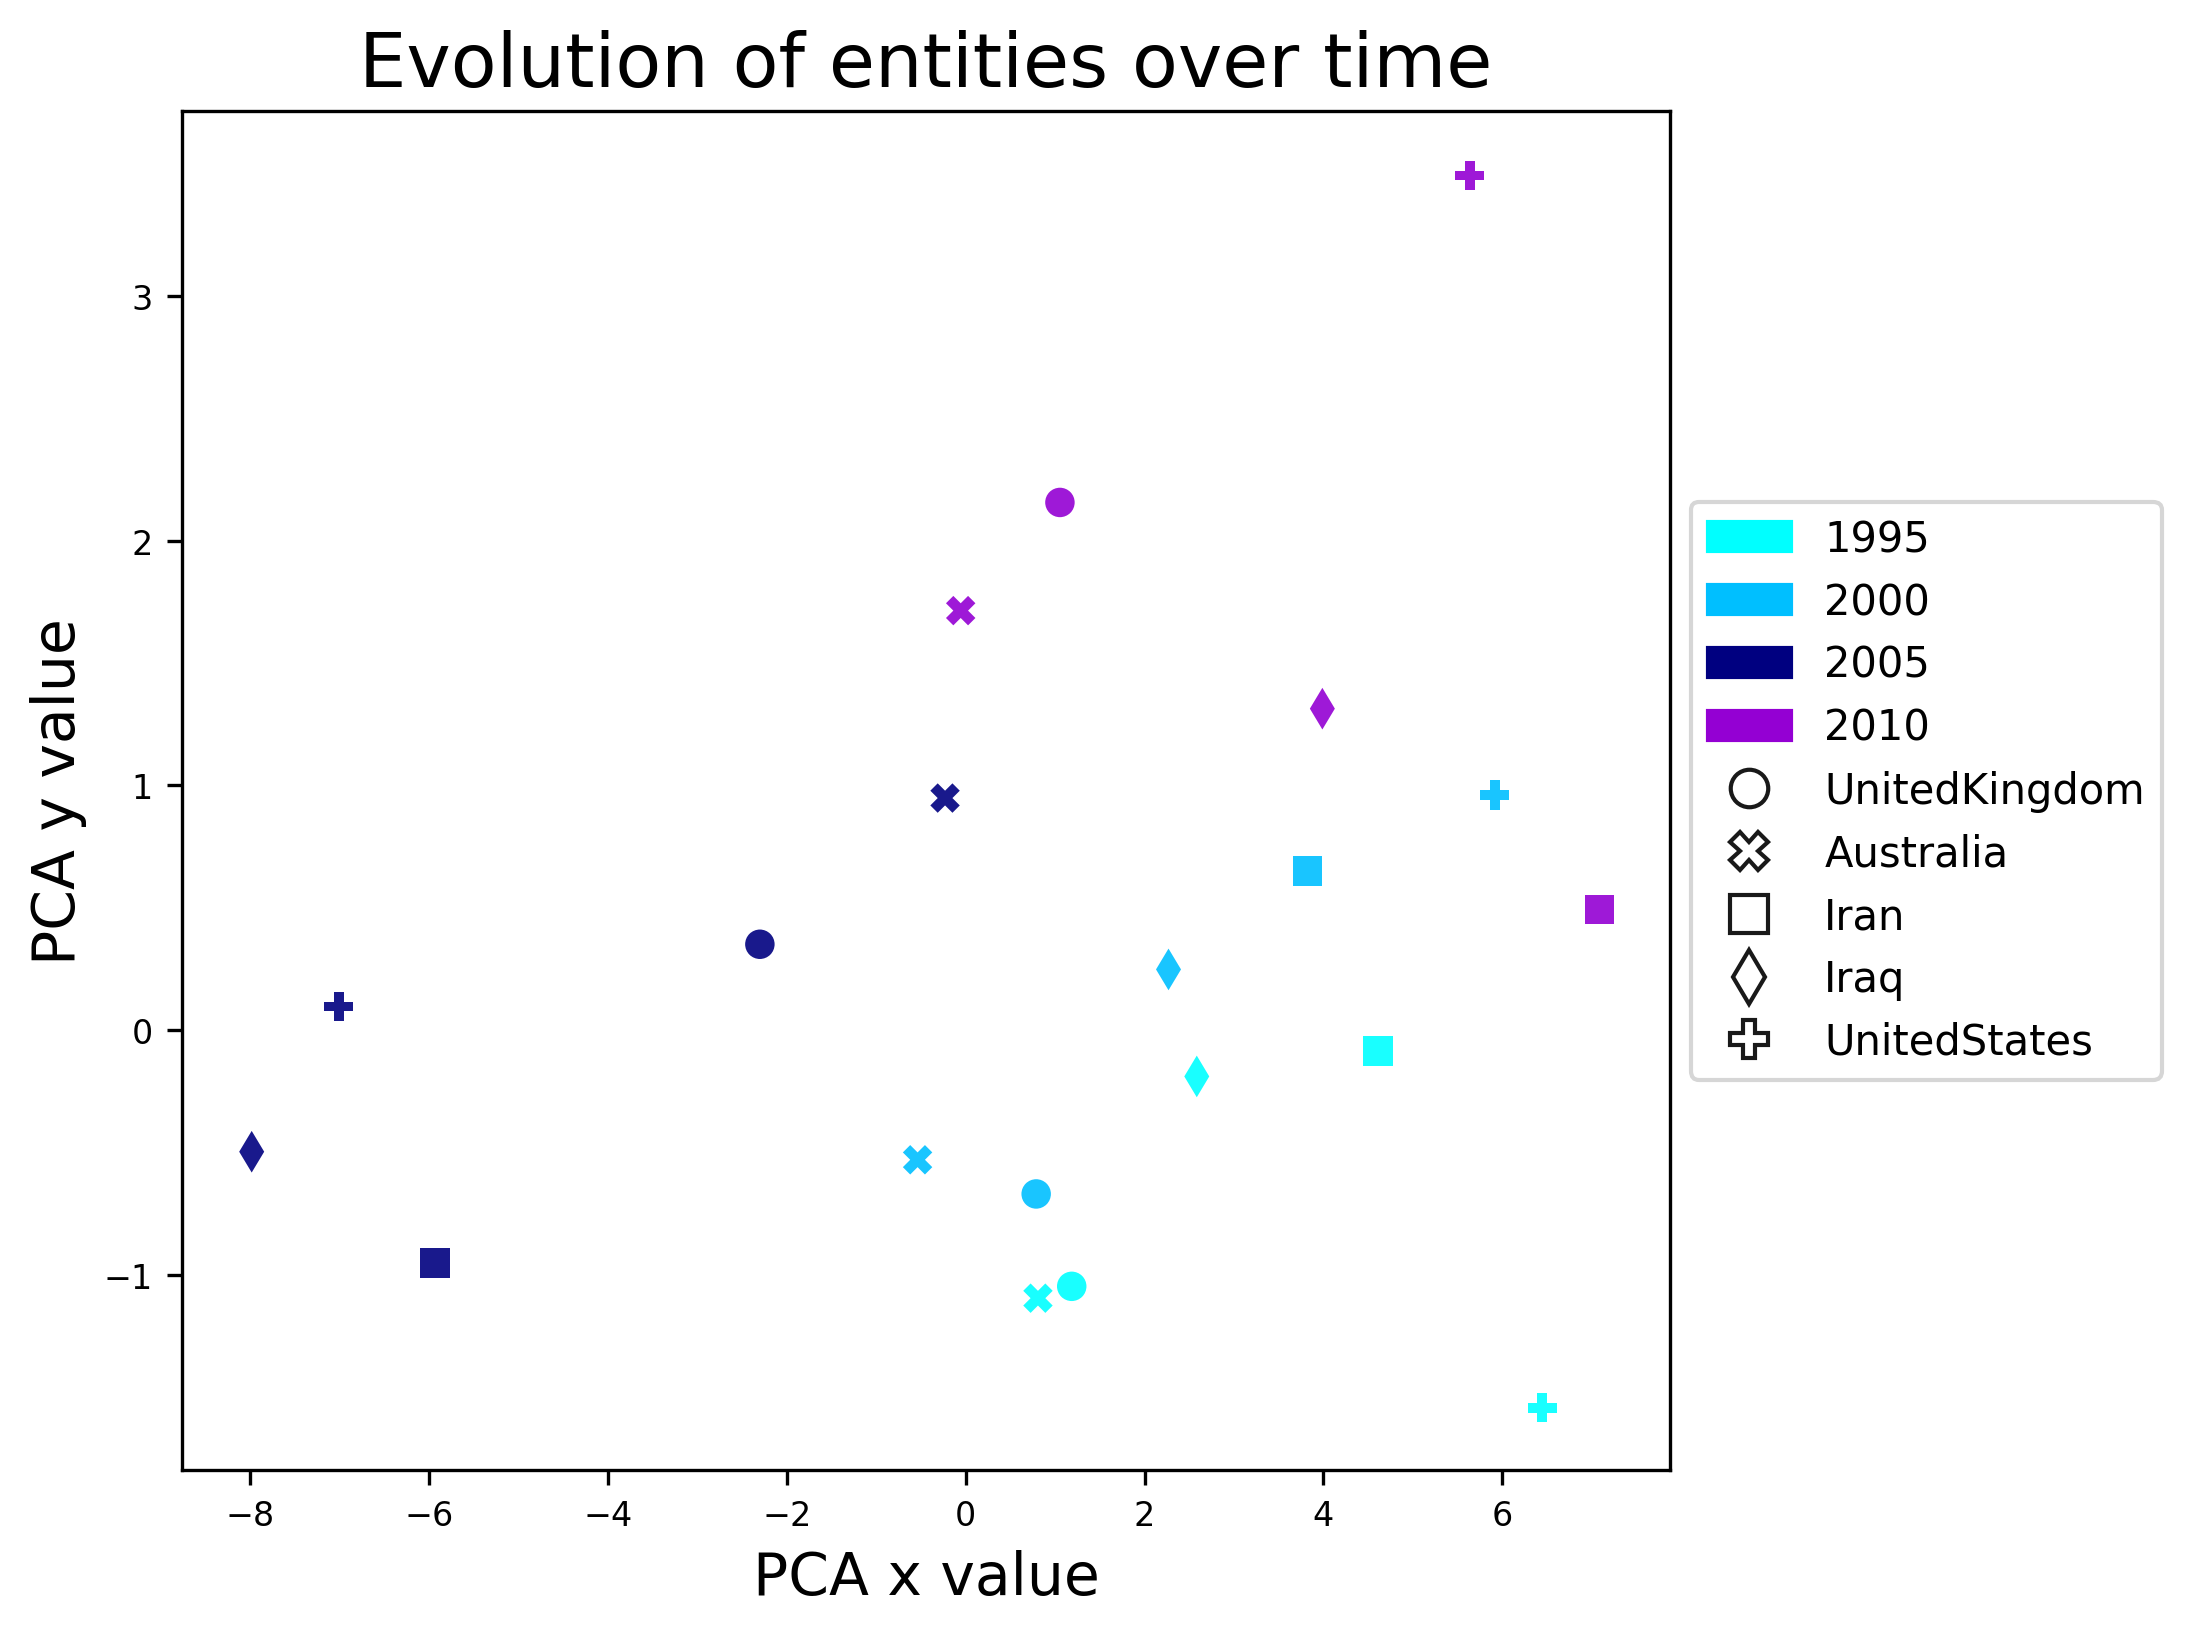 Evolution of entities over time
PCA y value
3
2
1
0
−1
−8
−6
−4
−2
0
2
4
6
PCA x value
1995
2000
2005
2010
UnitedKingdom
Australia
Iran
Iraq
UnitedStates